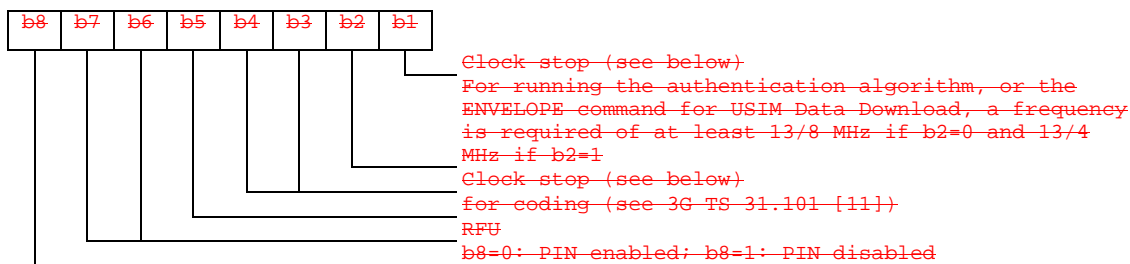 b8 b7 b6 b5 b4 b3 b2 b1
Clock stop (see below)
For running the authentication algorithm, or the
ENVELOPE command for USIM Data Download, a frequency
is required of at least 13/8 MHz if b2=0 and 13/4
MHz if b2=1
Clock stop (see below)
for coding (see 3G TS 31.101 [11])
RFU
b8=0: PIN enabled; b8=1: PIN disabled